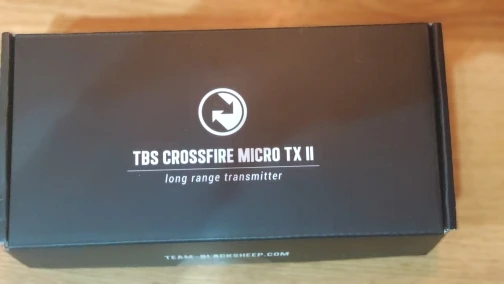 TBS CROSSFIRE MICRO TX II
long range transmitter
TEAM-BLACKSHEEP.COM